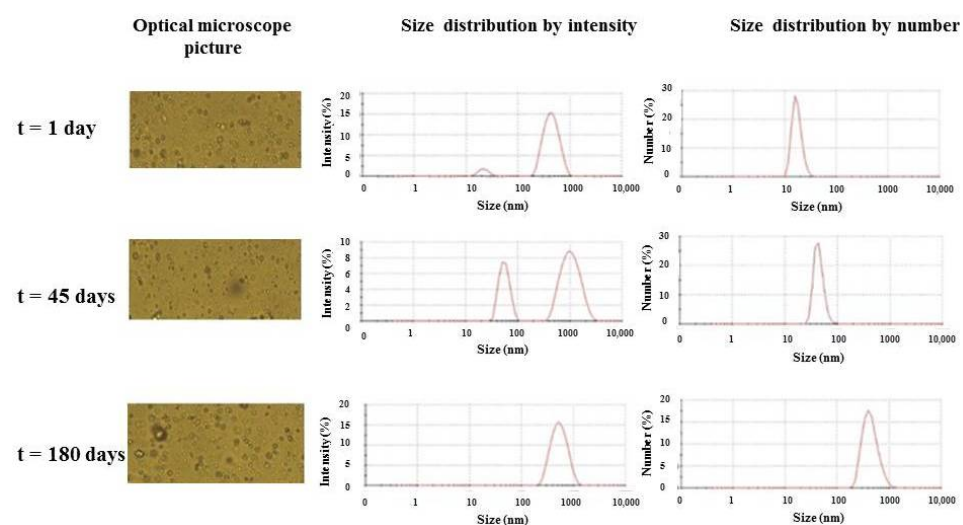 Optical microscope
picture
Size distribution by intensity
Size distribution by number
t = 1 day
Intensity (%)
20
15
10
5
0
0 1 10 100 1000 10,000
Size (nm)
Number (%)
30
20
10
0
0 1 10 100 1000 10,000
Size (nm)
t = 45 days
Intensity (%)
10
8
6
4
2
0
0 1 10 100 1000 10,000
Size (nm)
Number (%)
30
20
10
0
0 1 10 100 1000 10,000
Size (nm)
t = 180 days
Intensity (%)
20
15
10
5
0
0 1 10 100 1000 10,000
Size (nm)
Number (%)
20
15
10
5
0
0 1 10 100 1000 10,000
Size (nm)